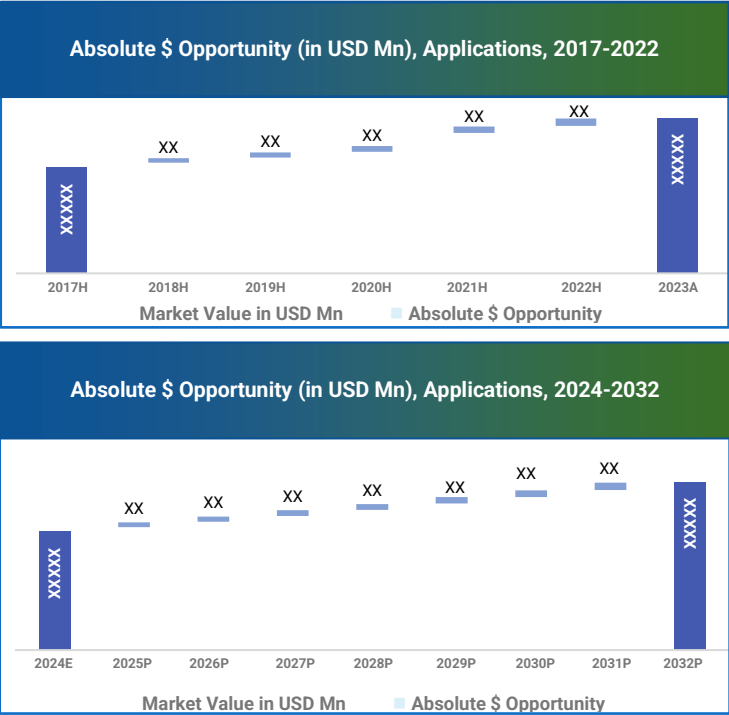 Absolute $ Opportunity (in USD Mn), Applications, 2017-2022
XX XX XX XX XX
XXXXX XXXXX
2017H 2018H 2019H 2020H 2021H 2022H 2023A
Market Value in USD Mn Absolute $ Opportunity
Absolute $ Opportunity (in USD Mn), Applications, 2024-2032
XX XX XX XX XX XX XX
XXXXX XXXXX
2024E 2025P 2026P 2027P 2028P 2029P 2030P 2031P 2032P
Market Value in USD Mn Absolute $ Opportunity